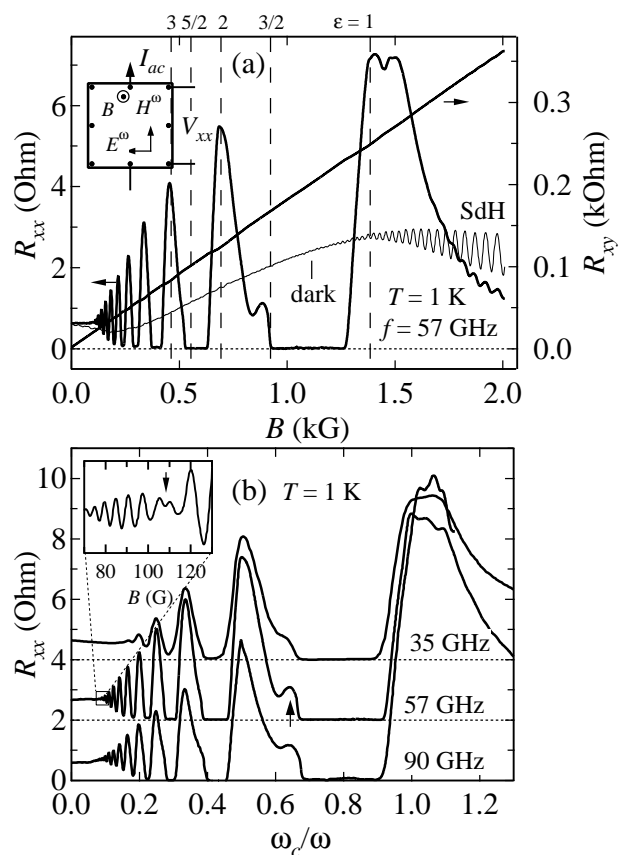 3 5/2 2 3/2 ε = 1
(a)
I_ac
B H^ω
E^ω
V_xx
R_xx (Ohm)
6
4
2
0
R_xy (kOhm)
0.3
0.2
0.1
0.0
SdH
dark
T = 1 K
f = 57 GHz
0.0 0.5 1.0 1.5 2.0
B (kG)
(b) T = 1 K
80 100 120
B (G)
R_xx (Ohm)
10
8
6
4
2
0
35 GHz
57 GHz
90 GHz
0.0 0.2 0.4 0.6 0.8 1.0 1.2
ω_c/ω